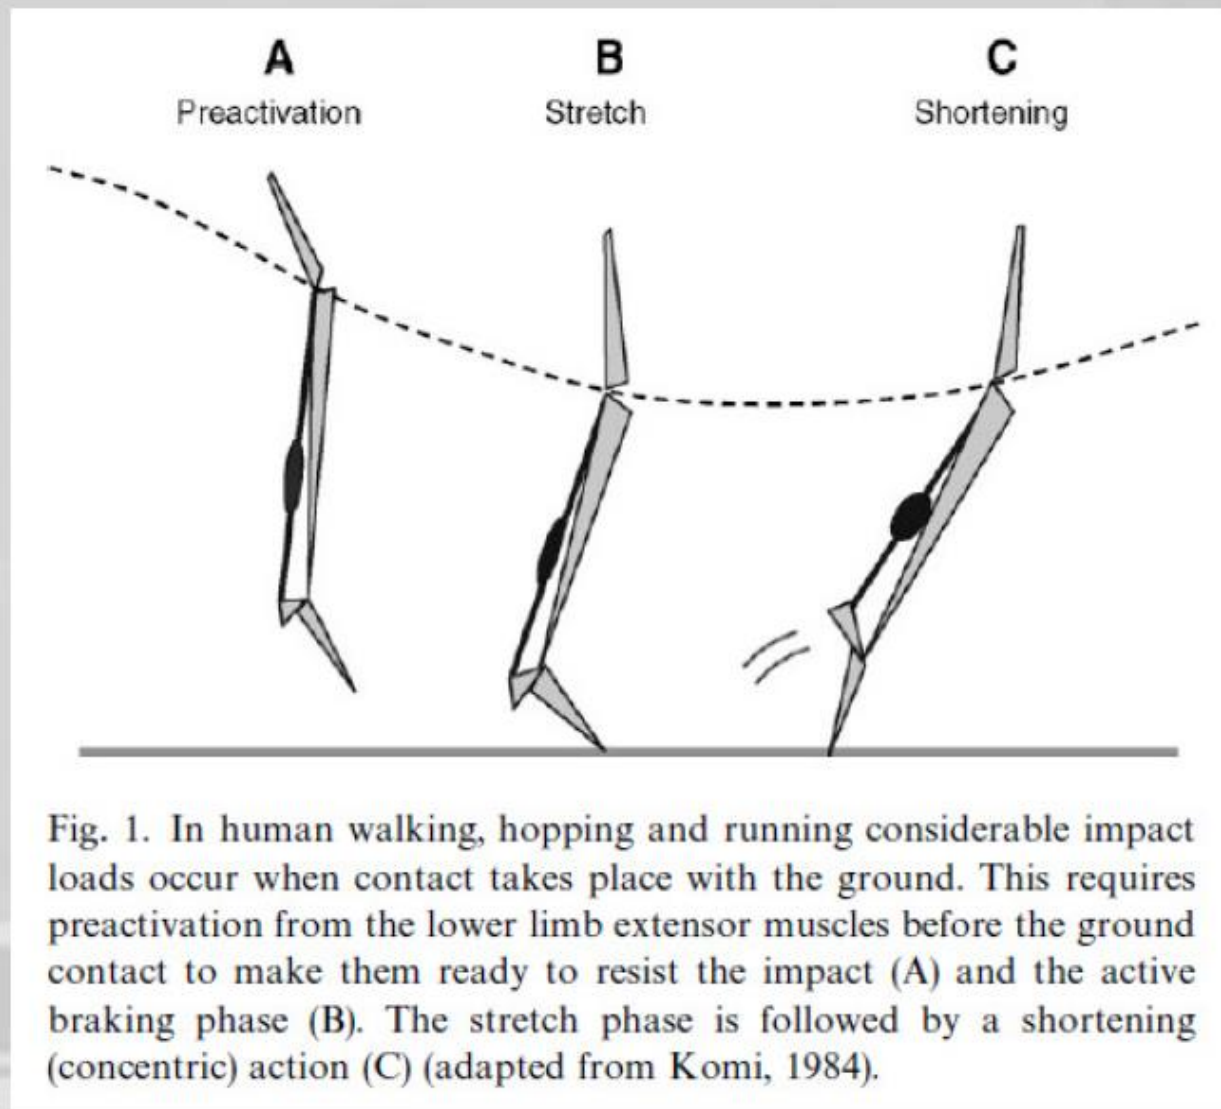 A
B
C
Preactivation
Stretch
Shortening
Fig. 1. In human walking, hopping and running considerable impact
loads occur when contact takes place with the ground. This requires
preactivation from the lower limb extensor muscles before the ground
contact to make them ready to resist the impact (A) and the active
braking phase (B). The stretch phase is followed by a shortening
(concentric) action (C) (adapted from Komi, 1984).